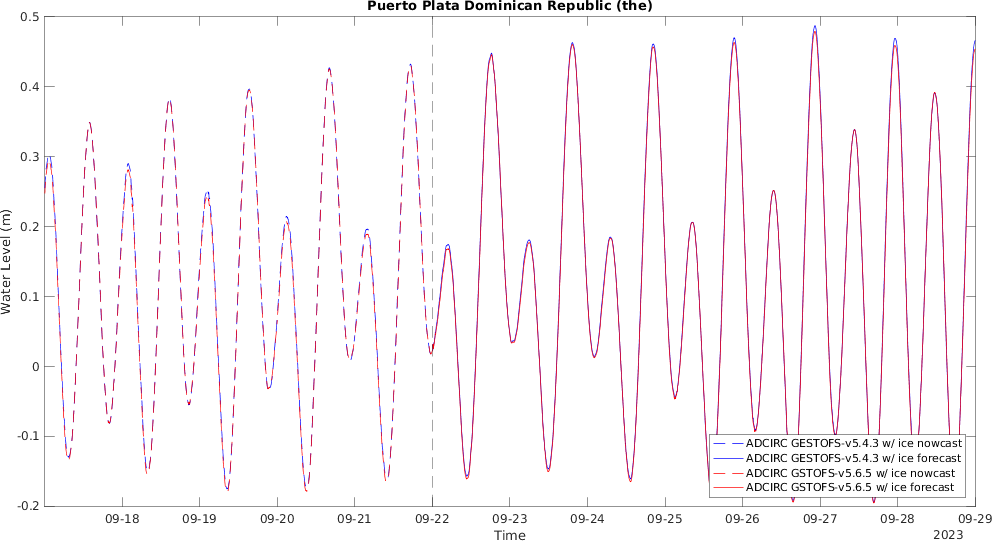 Puerto Plata Dominican Republic (the)
0.5
0.4
0.3
0.2
0.1
0
-0.1
-0.2
Water Level (m)
ADCIRC GESTOFS-v5.4.3 w/ ice nowcast
ADCIRC GESTOFS-v5.4.3 w/ ice forecast
ADCIRC GSTOFS-v5.6.5 w/ ice nowcast
ADCIRC GSTOFS-v5.6.5 w/ ice forecast
09-18 09-19 09-20 09-21 09-22 09-23 09-24 09-25 09-26 09-27 09-28 09-29
Time
2023